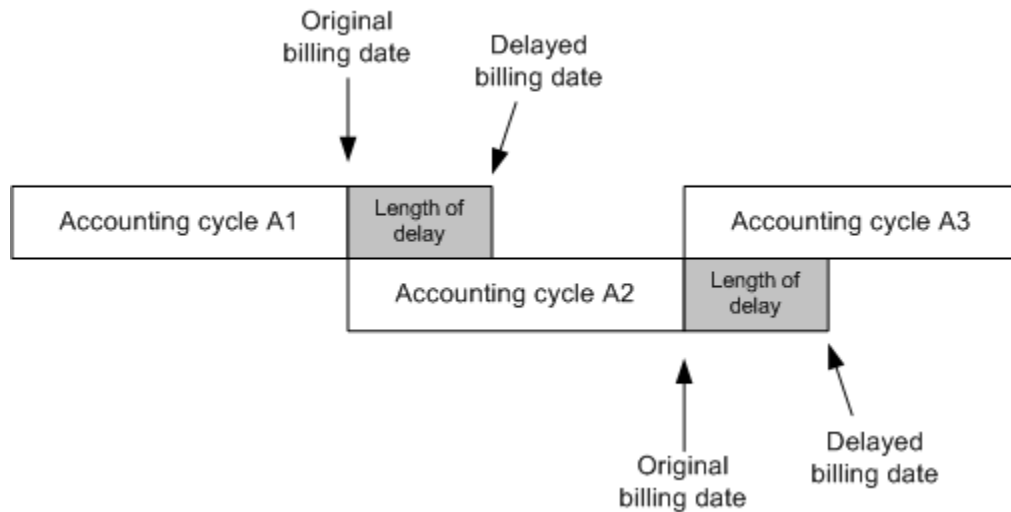 Original
billing date
Delayed
billing date
Accounting cycle A1
Length of
delay
Accounting cycle A3
Accounting cycle A2
Length of
delay
Original
billing date
Delayed
billing date